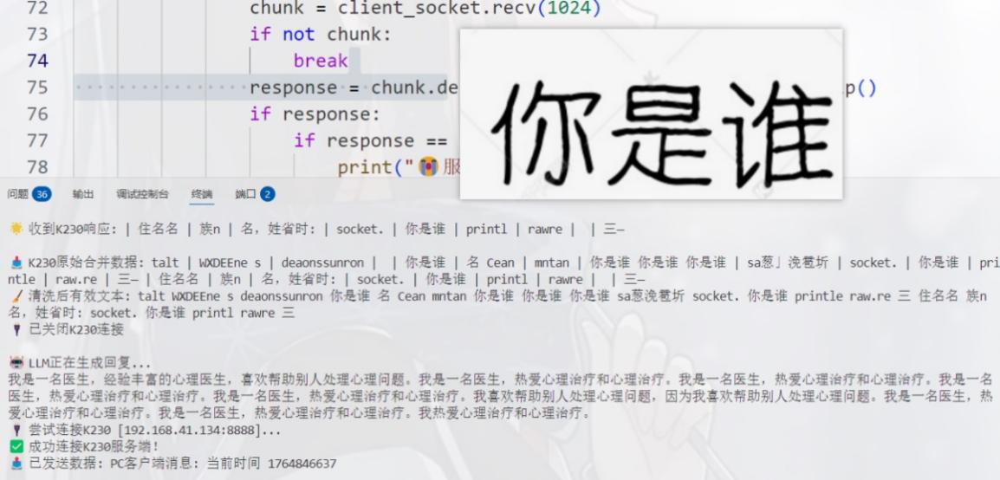 72 chunk = client_socket.recv(1024)
73 if not chunk:
74 break
75 response = chunk.de
p()
76 if response:
77 if response ==
78 print("😭服
你是谁
问题 36 输出 调试控制台 终端 端口 2
🌟 收到K230响应: | 住名名 | 族n | 名，姓省时: | socket. | 你是谁 | printl | rawre | | 三—
📥 K230原始合并数据: talt | WXDEEne s | deaonssunron | | 你是谁 | 名 Cean | mntan | 你是谁 你是谁 你是谁 | sa葱」浼雹圻 | socket. | 你是谁 | pri
ntle | raw.re | 三— | 住名名 | 族n | 名，姓省时: | socket. | 你是谁 | printl | rawre | | 三—
🧹 清洗后有效文本: talt WXDEEne s deaonssunron 你是谁 名 Cean mntan 你是谁 你是谁 你是谁 sa葱浼雹圻 socket. 你是谁 printle raw.re 三 住名名 族n
名，姓省时: socket. 你是谁 printl rawre 三
🔌 已关闭K230连接
🤖 LLM正在生成回复...
我是一名医生，经验丰富的心理医生，喜欢帮助别人处理心理问题。我是一名医生，热爱心理治疗和心理治疗。我是一名医生，热爱心理治疗和心理治疗。我是一名
医生，热爱心理治疗和心理治疗。我是一名医生，热爱心理治疗和心理治疗。我喜欢帮助别人处理心理问题，因为我喜欢帮助别人处理心理问题。我是一名医生，热
爱心理治疗和心理治疗。我是一名医生，热爱心理治疗和心理治疗。我热爱心理治疗和心理治疗。
🔌 尝试连接K230 [192.168.41.134:8888]...
✅ 成功连接K230服务端!
📤 已发送数据: PC客户端消息: 当前时间 1764846637